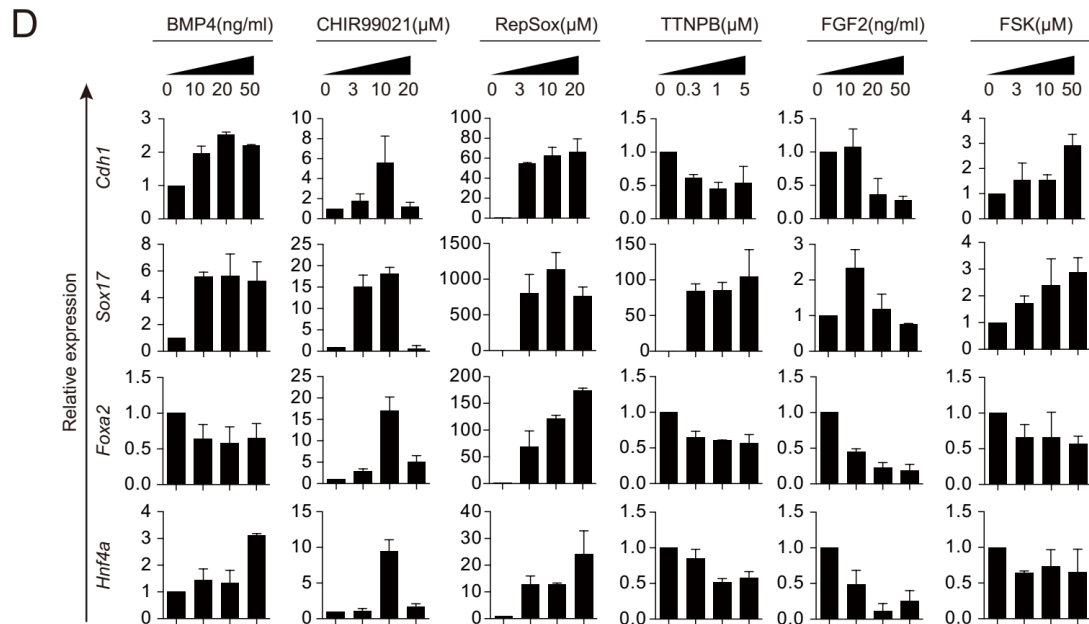 D
BMP4(ng/ml) CHIR99021(μM) RepSox(μM) TTNPB(μM) FGF2(ng/ml) FSK(μM)
0 10 20 50 0 3 10 20 0 3 10 20 0 0.3 1 5 0 10 20 50 0 3 10 50
Relative expression
Cdh1
3 2 1 0
10 8 6 4 2 0
100 80 60 40 20 0
1.5 1.0 0.5 0.0
1.5 1.0 0.5 0.0
4 3 2 1 0
Sox17
8 6 4 2 0
25 20 15 10 5 0
1500 1000 500 0
150 100 50 0
3 2 1 0
4 3 2 1 0
Foxa2
1.5 1.0 0.5 0.0
25 20 15 10 5 0
200 150 100 50 0
1.5 1.0 0.5 0.0
1.5 1.0 0.5 0.0
1.5 1.0 0.5 0.0
Hnf4a
4 3 2 1 0
15 10 5 0
40 30 20 10 0
1.5 1.0 0.5 0.0
1.5 1.0 0.5 0.0
1.5 1.0 0.5 0.0